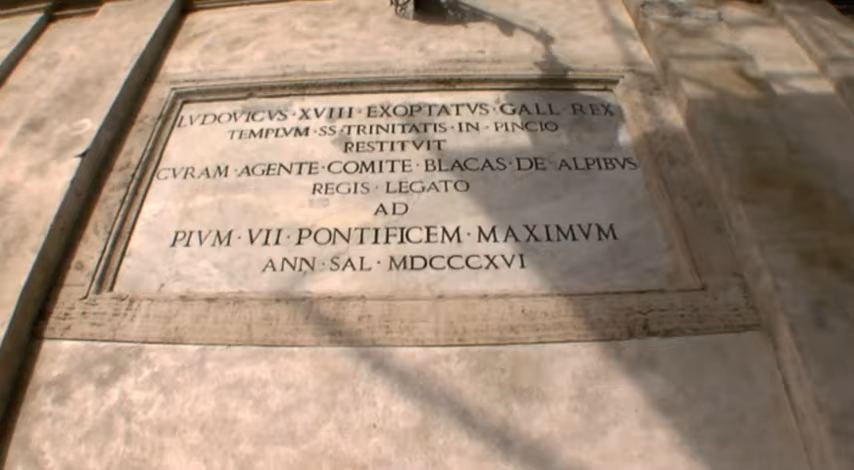 LVDOVICVS·XVIII·EXOPTATVS·GALL·REX
TEMPLVM·SS·TRINITATIS·IN·PINCIO
RESTITVIT
CVRAM·AGENTE·COMITE·BLACAS·DE·ALPIBVS
REGIS·LEGATO
AD
PIVM·VII·PONTIFICEM·MAXIMVM
ANN·SAL·MDCCCXVI